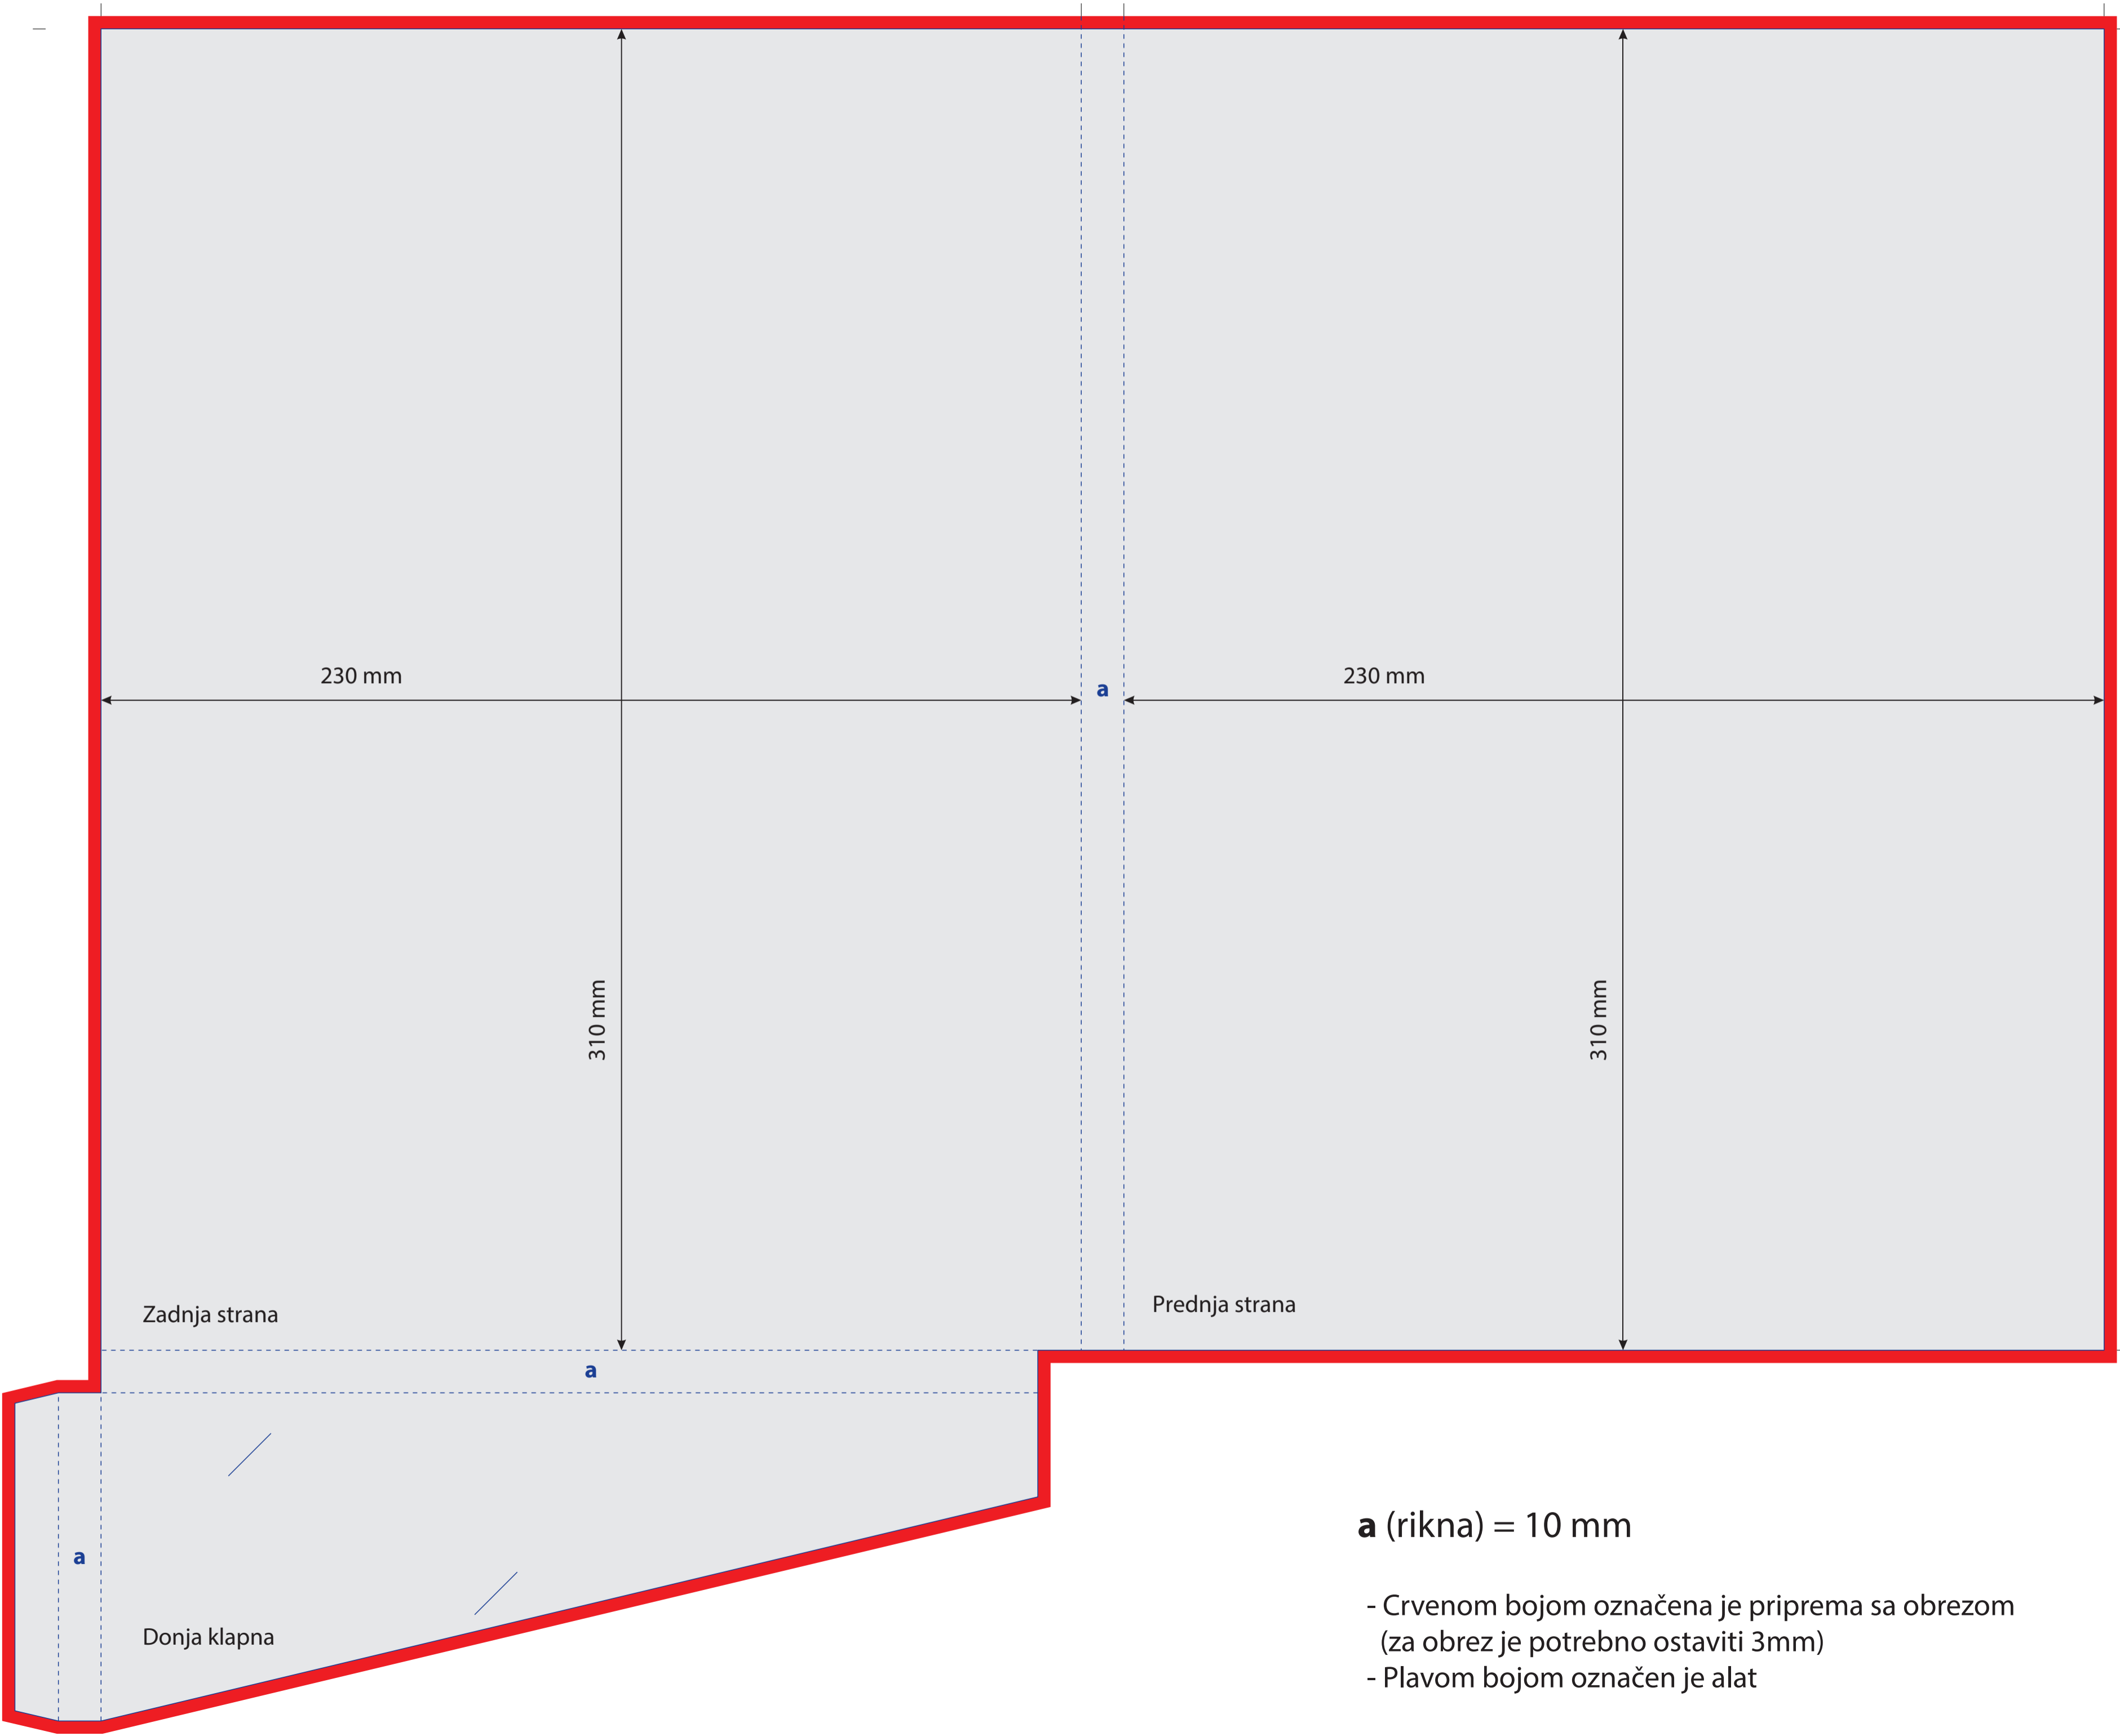 230 mm
a
230 mm
310 mm
310 mm
Zadnja strana
Prednja strana
a
a
Donja klapna
a (rikna) = 10 mm
- Crvenom bojom označena je priprema sa obrezom
(za obrez je potrebno ostaviti 3mm)
- Plavom bojom označen je alat